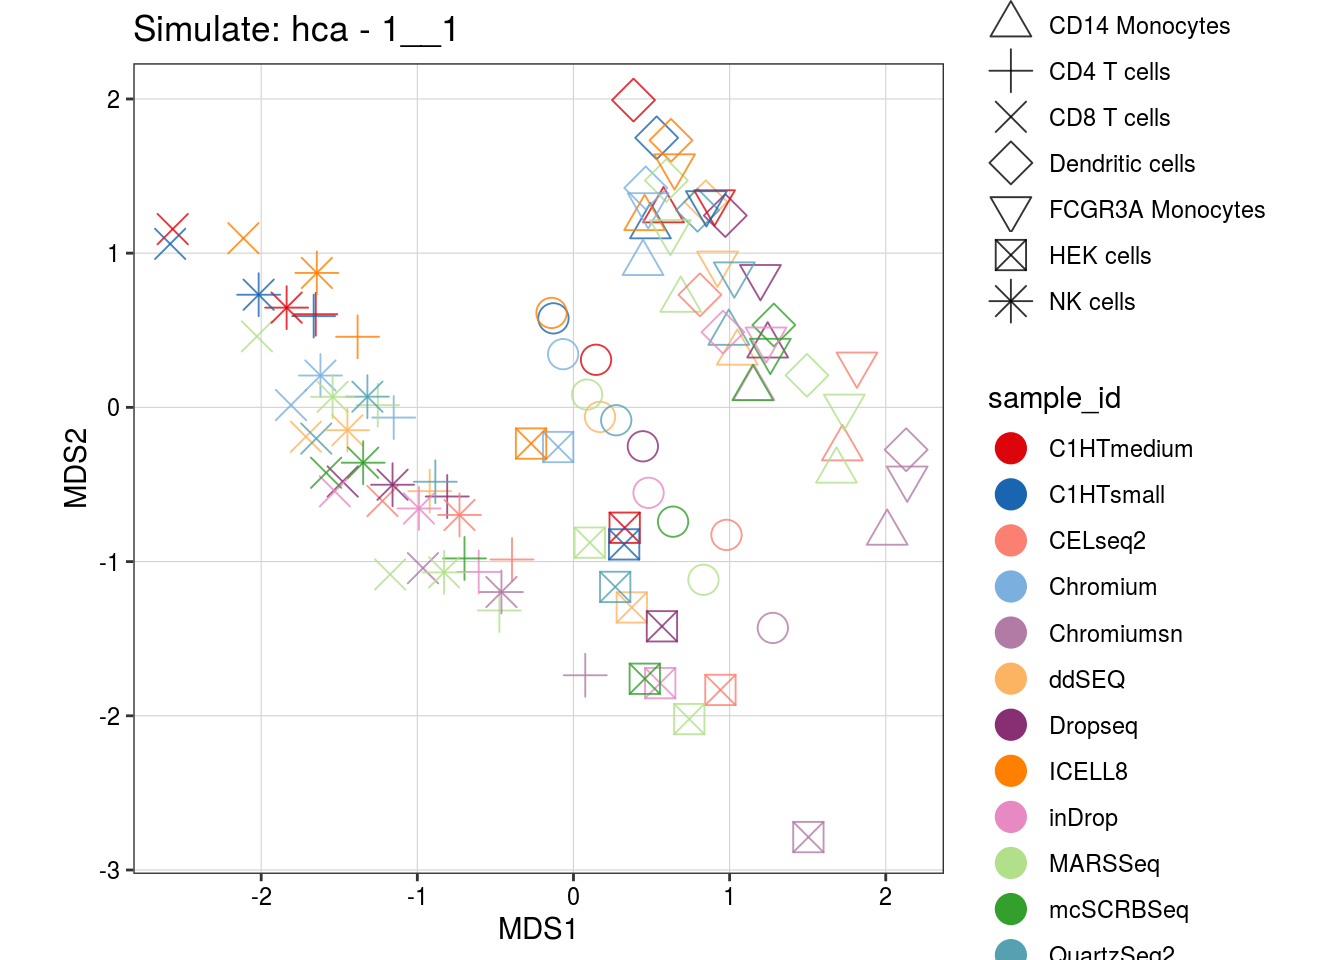 Simulate: hca - 1__1
CD14 Monocytes
CD4 T cells
CD8 T cells
Dendritic cells
FCGR3A Monocytes
HEK cells
NK cells
sample_id
C1HTmedium
C1HTsmall
CELseq2
Chromium
Chromiumsn
ddSEQ
Dropseq
ICELL8
inDrop
MARSSeq
mcSCRBSeq
QuartzSeq2
MDS2
2
1
0
-1
-2
-3
-2
-1
0
1
2
MDS1